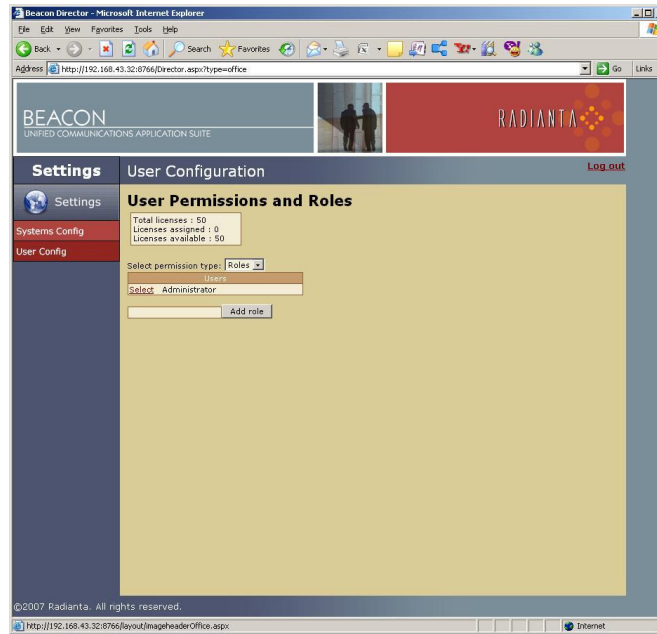 Beacon Director - Microsoft Internet Explorer
File Edit View Favorites Tools Help
Back Search Favorites
Address http://192.168.43.32:8766/Director.aspx?type=office Go Links
BEACON
UNIFIED COMMUNICATIONS APPLICATION SUITE
RADIANTA
Settings User Configuration Log out
Settings
Systems Config
User Config
User Permissions and Roles
Total licenses : 50
Licenses assigned : 0
Licenses available : 50
Select permission type: Roles
Users
Select Administrator
Add role
©2007 Radianta. All rights reserved.
http://192.168.43.32:8766/layout/imageheaderOffice.aspx Internet